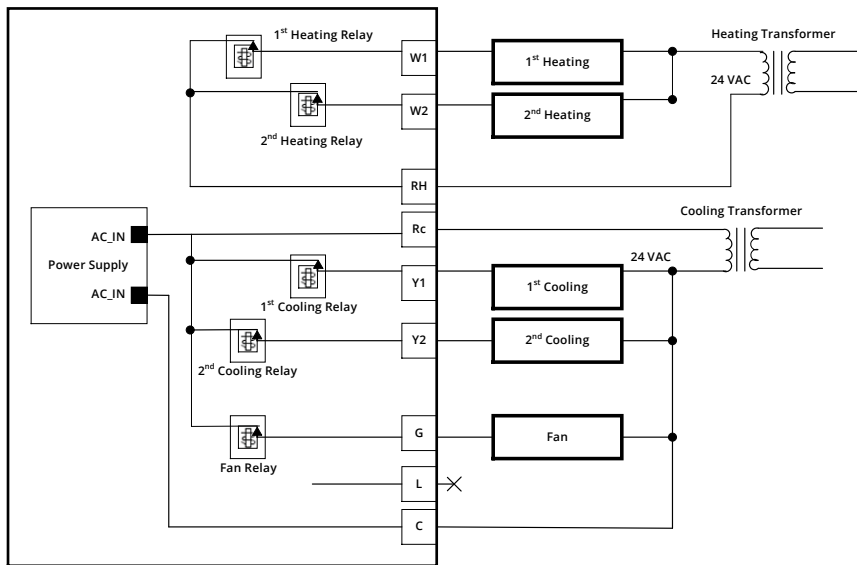 1st Heating Relay
W1
1st Heating
Heating Transformer
24 VAC
W2
2nd Heating
2nd Heating Relay
RH
Rc
Cooling Transformer
AC_IN
Power Supply
AC_IN
24 VAC
Y1
1st Cooling
1st Cooling Relay
Y2
2nd Cooling
2nd Cooling Relay
G
Fan
Fan Relay
L
C